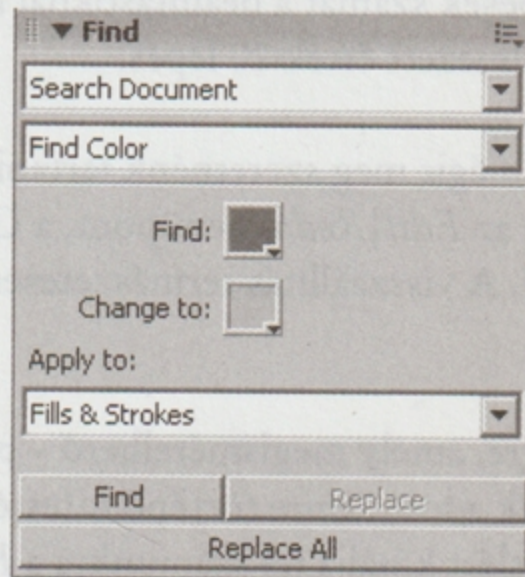 Find
Search Document
Find Color
Find:
Change to:
Apply to:
Fills & Strokes
Find Replace
Replace All